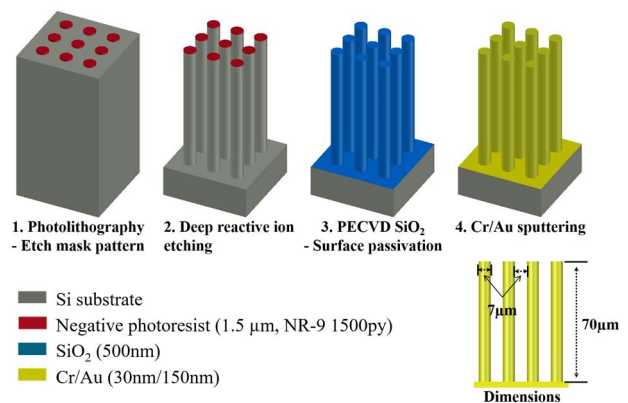 1. Photolithography
- Etch mask pattern
2. Deep reactive ion
etching
3. PECVD SiO₂
- Surface passivation
4. Cr/Au sputtering
Si substrate
Negative photoresist (1.5 µm, NR-9 1500py)
SiO₂ (500nm)
Cr/Au (30nm/150nm)
7µm
70µm
Dimensions